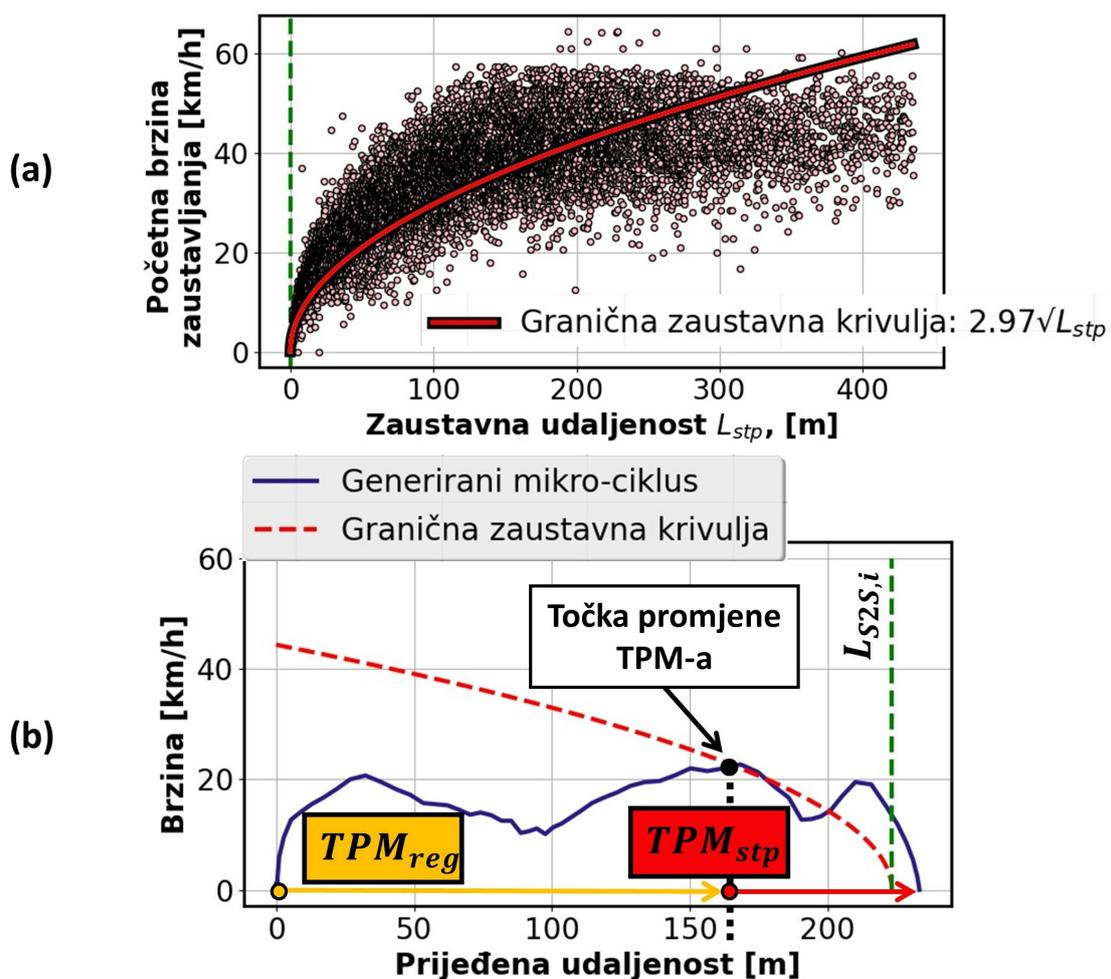 (a)
Početna brzina
zaustavljanja [km/h]
60
40
20
0
Granična zaustavna krivulja: 2.97√L_stp
0 100 200 300 400
Zaustavna udaljenost L_stp, [m]
Generirani mikro-ciklus
Granična zaustavna krivulja
(b)
Brzina [km/h]
60
40
20
0
Točka promjene
TPM-a
L_S2S,i
TPM_reg
TPM_stp
0 50 100 150 200
Prijeđena udaljenost [m]